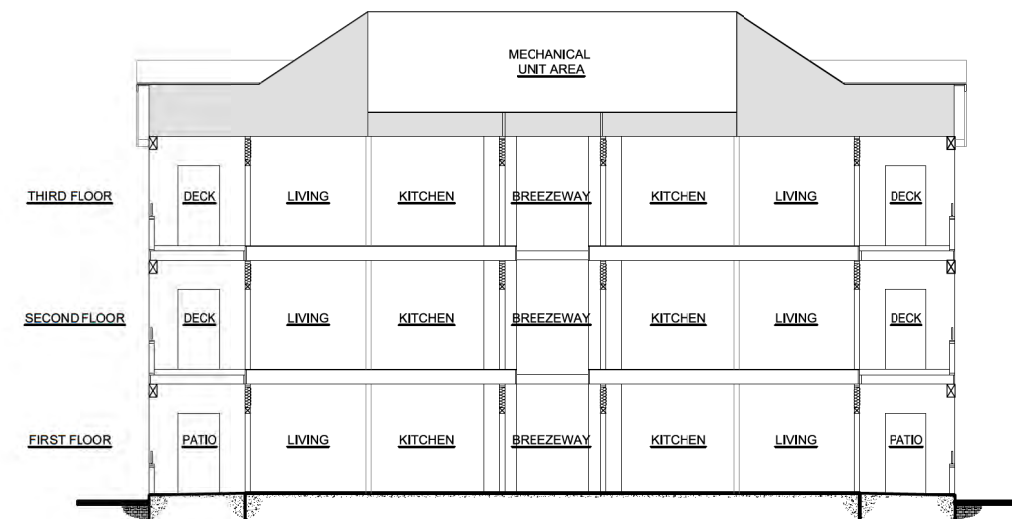 MECHANICAL
UNIT AREA
THIRD FLOOR DECK LIVING KITCHEN BREEZEWAY KITCHEN LIVING DECK
SECOND FLOOR DECK LIVING KITCHEN BREEZEWAY KITCHEN LIVING DECK
FIRST FLOOR PATIO LIVING KITCHEN BREEZEWAY KITCHEN LIVING PATIO